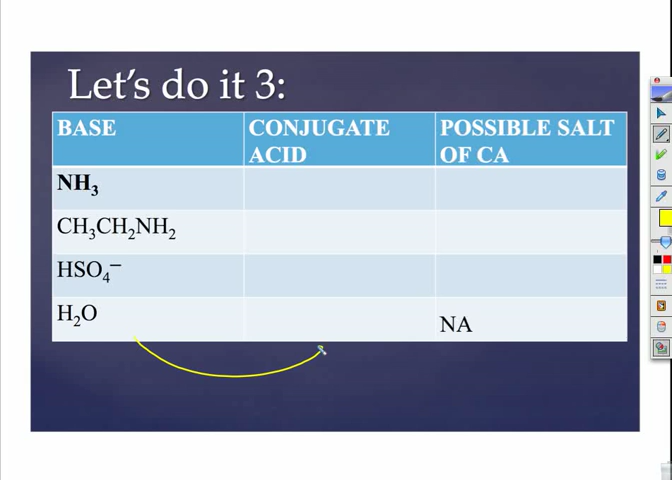 Let's do it 3:
BASE CONJUGATE ACID POSSIBLE SALT OF CA
NH₃
CH₃CH₂NH₂
HSO₄⁻
H₂O NA